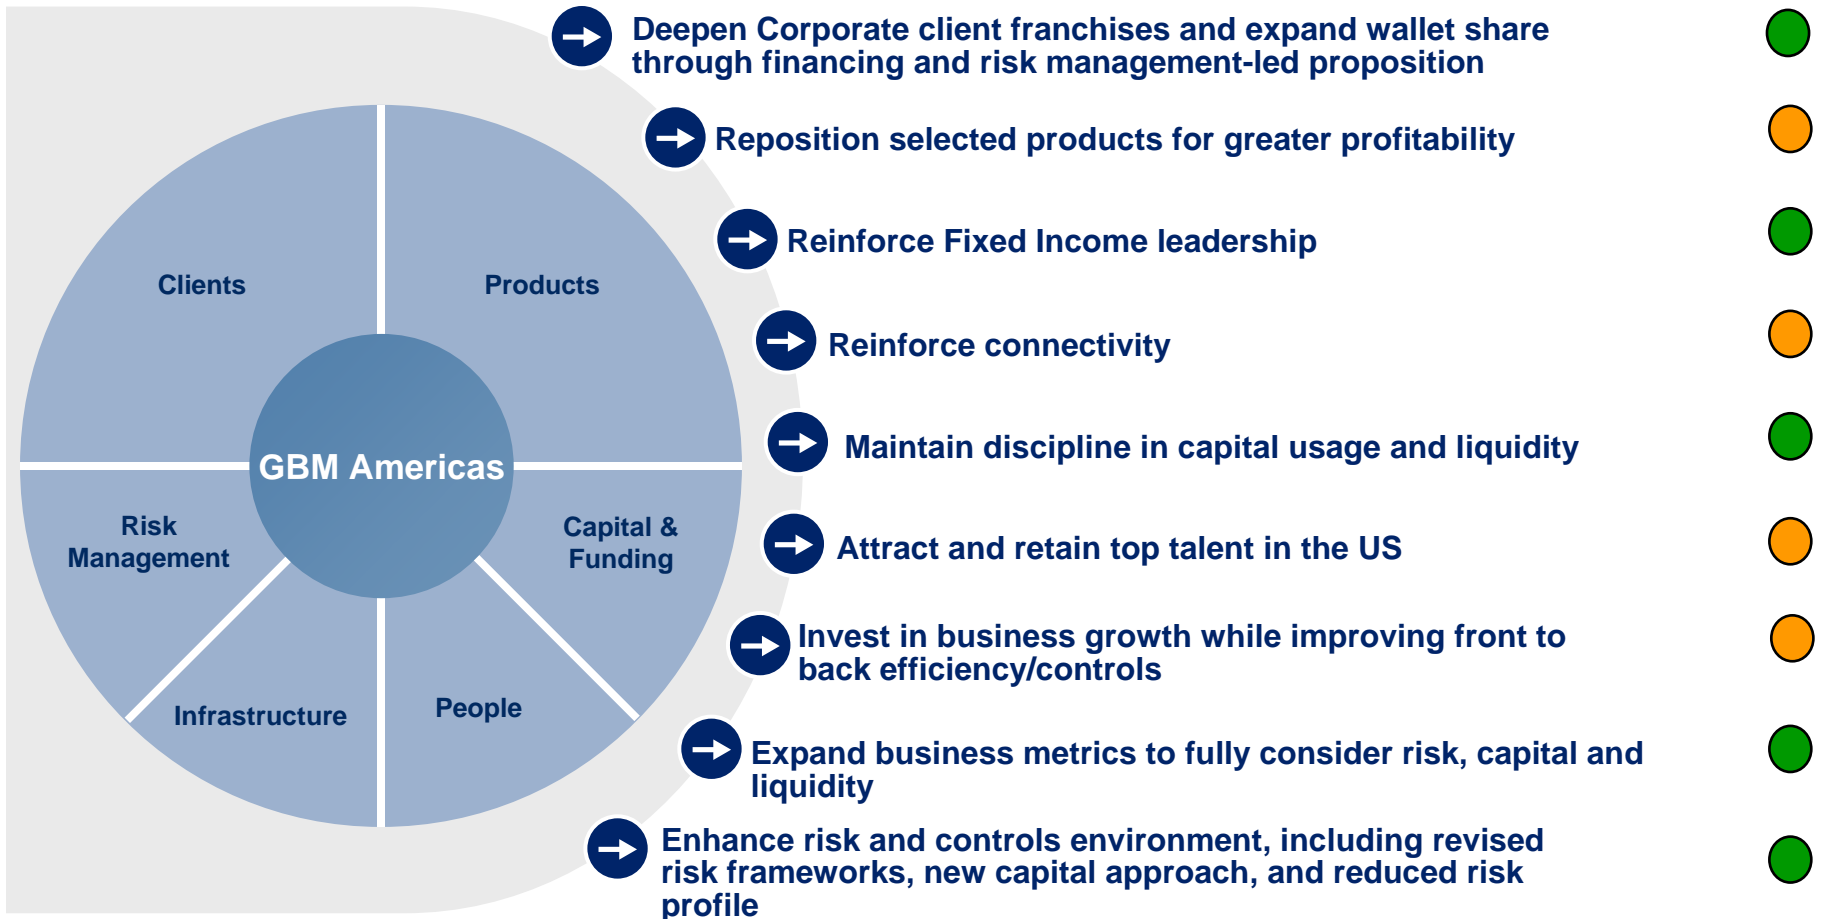 Deepen Corporate client franchises and expand wallet share
through financing and risk management-led proposition
Reposition selected products for greater profitability
Reinforce Fixed Income leadership
Reinforce connectivity
Maintain discipline in capital usage and liquidity
Attract and retain top talent in the US
Invest in business growth while improving front to
back efficiency/controls
Expand business metrics to fully consider risk, capital and
liquidity
Enhance risk and controls environment, including revised
risk frameworks, new capital approach, and reduced risk
profile
Clients
Products
GBM Americas
Risk
Management
Capital &
Funding
Infrastructure
People